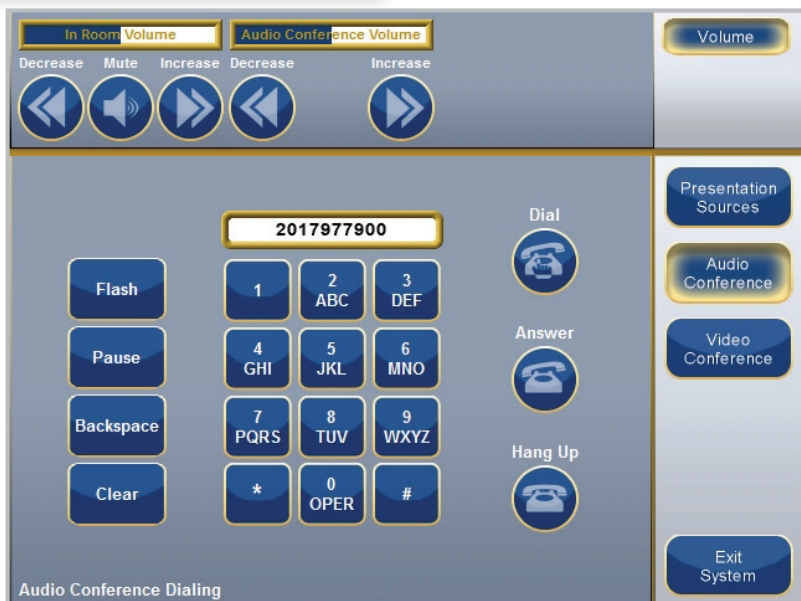 In Room Volume
Audio Conference Volume
Volume
Decrease
Mute
Increase
Decrease
Increase
2017977900
Flash
Pause
Backspace
Clear
1
2
ABC
3
DEF
4
GHI
5
JKL
6
MNO
7
PQRS
8
TUV
9
WXYZ
*
0
OPER
#
Dial
Answer
Hang Up
Presentation
Sources
Audio
Conference
Video
Conference
Exit
System
Audio Conference Dialing